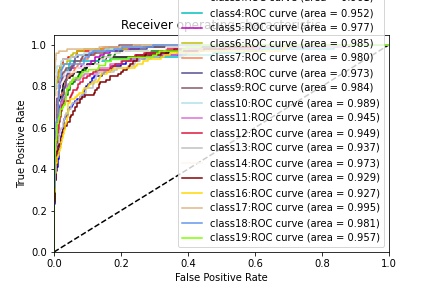 Receiver
class4:ROC curve (area = 0.952)
class5:ROC curve (area = 0.977)
class6:ROC curve (area = 0.985)
class7:ROC curve (area = 0.980)
class8:ROC curve (area = 0.973)
class9:ROC curve (area = 0.984)
class10:ROC curve (area = 0.989)
class11:ROC curve (area = 0.945)
class12:ROC curve (area = 0.949)
class13:ROC curve (area = 0.937)
class14:ROC curve (area = 0.973)
class15:ROC curve (area = 0.929)
class16:ROC curve (area = 0.927)
class17:ROC curve (area = 0.995)
class18:ROC curve (area = 0.981)
class19:ROC curve (area = 0.957)
True Positive Rate
1.0
0.8
0.6
0.4
0.2
0.0
0.0 0.2 0.4 0.6 0.8 1.0
False Positive Rate